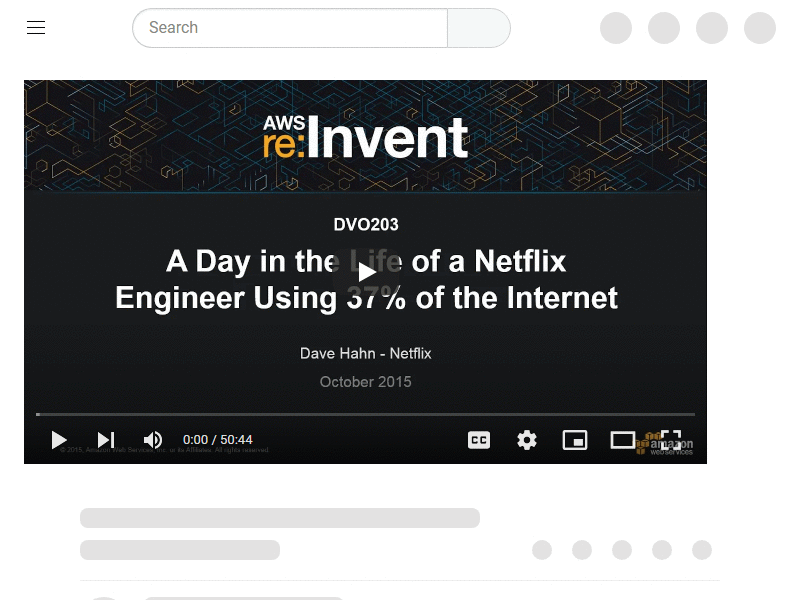 Search
AWS
re:Invent
DVO203
A Day in the Life of a Netflix
Engineer Using 37% of the Internet
Dave Hahn - Netflix
October 2015
0:00 / 50:44
CC
© 2015, Amazon Web Services, Inc. or its Affiliates. All rights reserved.
amazon
web services